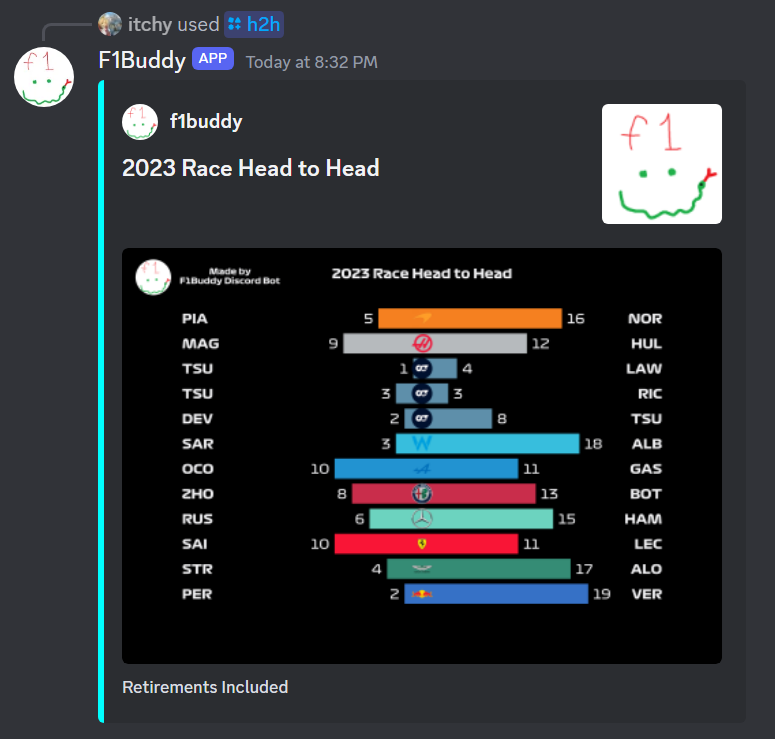 itchy used h2h
F1Buddy APP Today at 8:32 PM
f1
f1
f1buddy
f1
2023 Race Head to Head
f1
Made by
F1Buddy Discord Bot
2023 Race Head to Head
PIA 5 16 NOR
MAG 9 12 HUL
TSU 1 4 LAW
TSU 3 3 RIC
DEV 2 8 TSU
SAR 3 18 ALB
OCO 10 11 GAS
ZHO 8 13 BOT
RUS 6 15 HAM
SAI 10 11 LEC
STR 4 17 ALO
PER 2 19 VER
Retirements Included